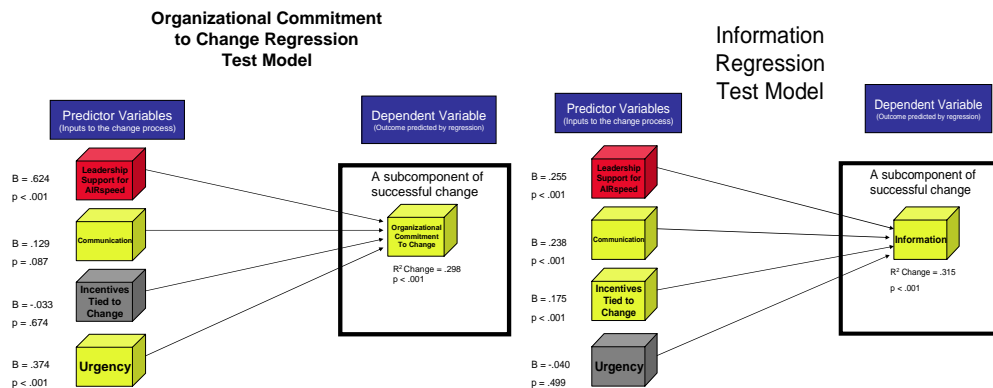 Organizational Commitment
to Change Regression
Test Model
Predictor Variables
(Inputs to the change process)
Dependent Variable
(Outcome predicted by regression)
B = .624
p < .001
Leadership
Support for
AIRspeed
B = .129
p = .087
Communication
B = -.033
p = .674
Incentives
Tied to
Change
B = .374
p < .001
Urgency
A subcomponent of
successful change
Organizational
Commitment
To Change
R² Change = .298
p < .001
Information
Regression
Test Model
Predictor Variables
(Inputs to the change process)
Dependent Variable
(Outcome predicted by regression)
B = .255
p < .001
Leadership
Support for
AIRspeed
B = .238
p < .001
Communication
B = .175
p < .001
Incentives
Tied to
Change
B = -.040
p = .499
Urgency
A subcomponent of
successful change
Information
R² Change = .315
p < .001